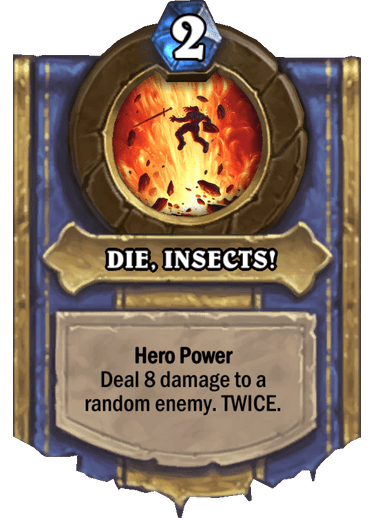 2
DIE, INSECTS!
Hero Power
Deal 8 damage to a
random enemy. TWICE.